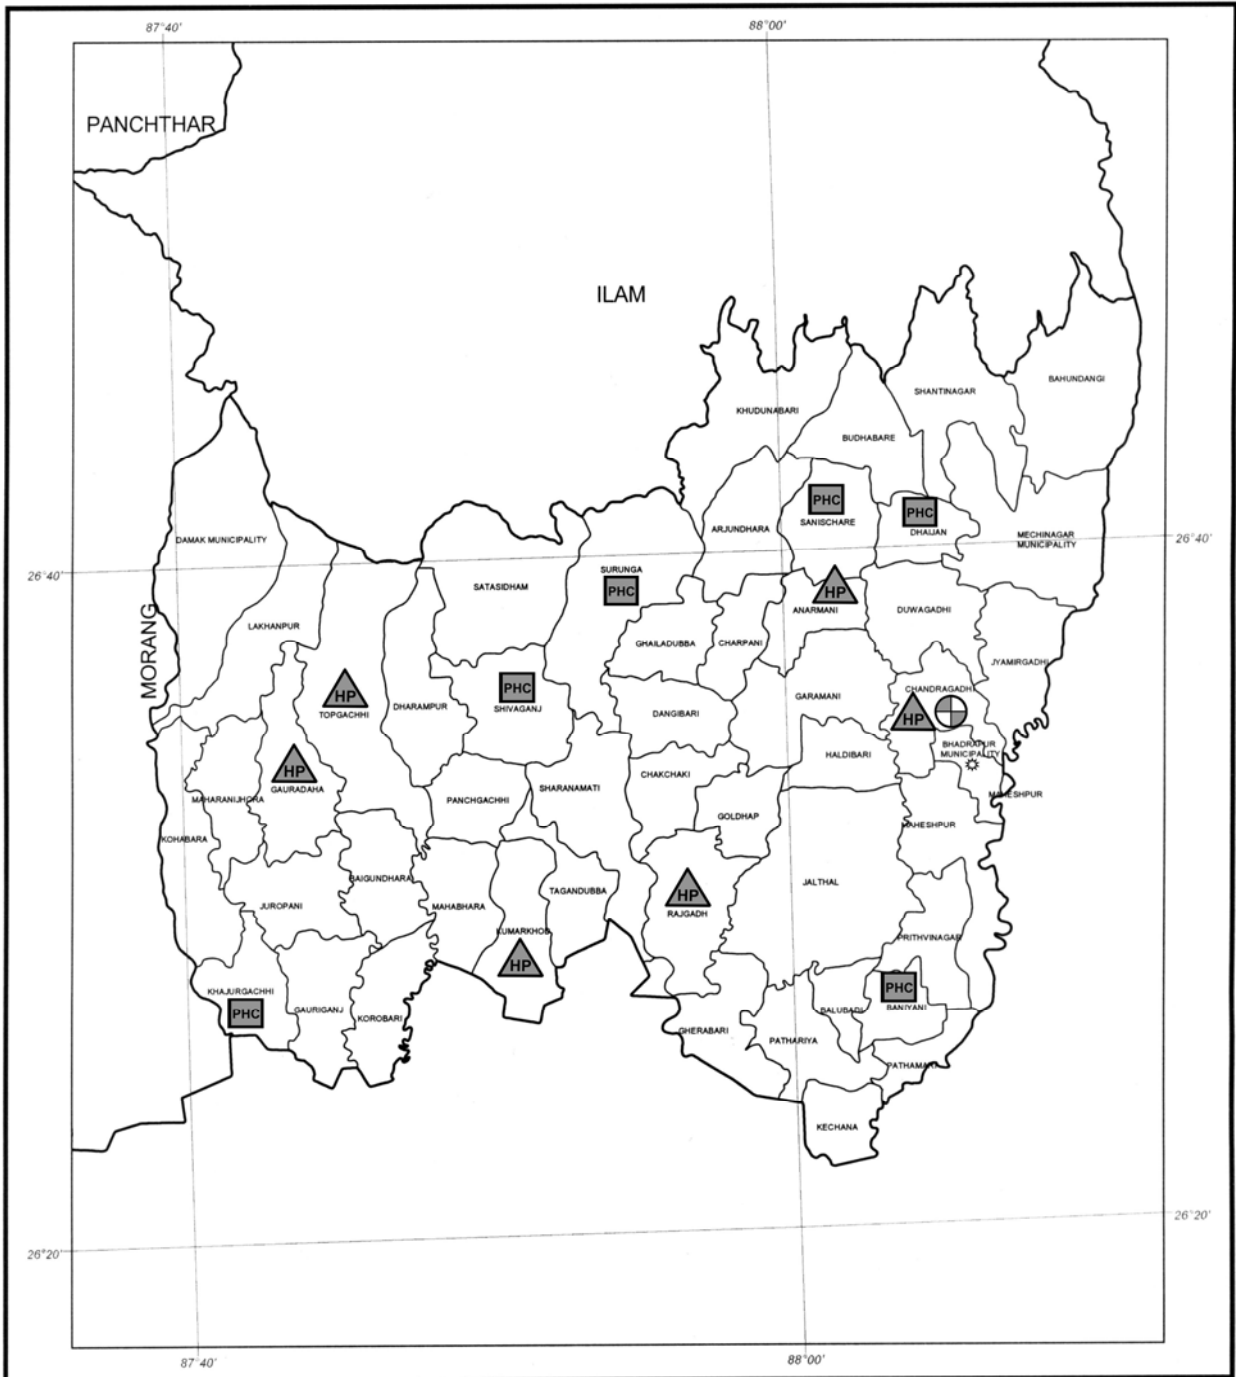 87°40'
88°00'
PANCHTHAR
ILAM
BAHUNDANGI
SHANTINAGAR
KHUDUNABARI
BUDHABARE
PHC
SANISCHARE
PHC
DHAIJAN
ARJUNDHARA
MECHINAGAR
MUNICIPALITY
26°40'
DAMAK MUNICIPALITY
26°40'
SURUNGA
PHC
SATASIDHAM
HP
ANARMANI
DUWAGADHI
LAKHANPUR
MORANG
GHAILADUBBA
CHARPANI
JYAMIRGADHI
HP
TOPGACHHI
DHARAMPUR
PHC
SHIVAGANJ
DANGIBARI
GARAMANI
CHANDRAGADHI
HP
BHADRAPUR
MUNICIPALITY
HALDIBARI
HP
GAURADAHA
CHAKCHAKI
SHARANAMATI
MAHESHPUR
MAHARANIJHORA
PANCHGACHHI
GOLDHAP
MAHESHPUR
KOHABARA
BAIGUNDHARA
JALTHAL
TAGANDUBBA
HP
RAJGADH
JUROPANI
MAHABHARA
KUMARKHOD
HP
PRITHVINAGAR
KHAJURGACHHI
PHC
GAURIGANJ
KOROBARI
PHC
BANIYANI
BALUBADI
GHERABARI
PATHARIYA
PATHAMARI
KECHANA
26°20'
26°20'
87°40'
88°00'